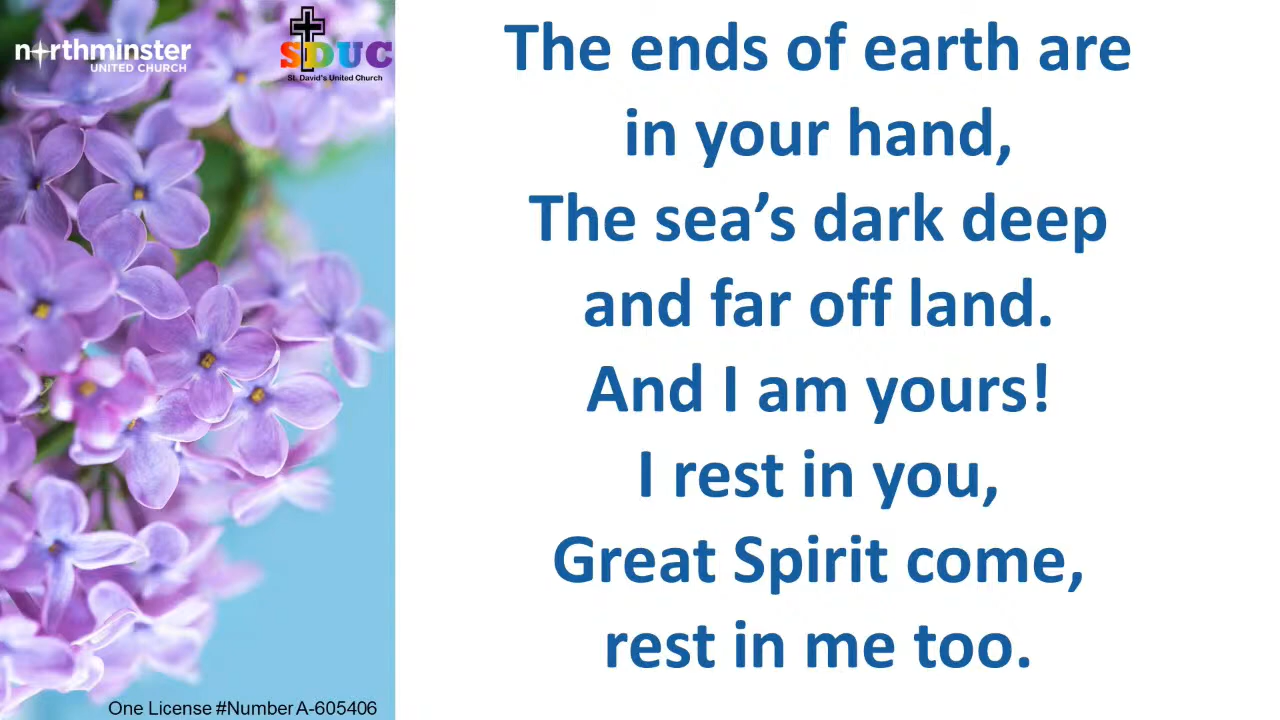 northminster
UNITED CHURCH
SDUC
St. David's United Church
The ends of earth are
in your hand,
The sea’s dark deep
and far off land.
And I am yours!
I rest in you,
Great Spirit come,
rest in me too.
One License #Number A-605406